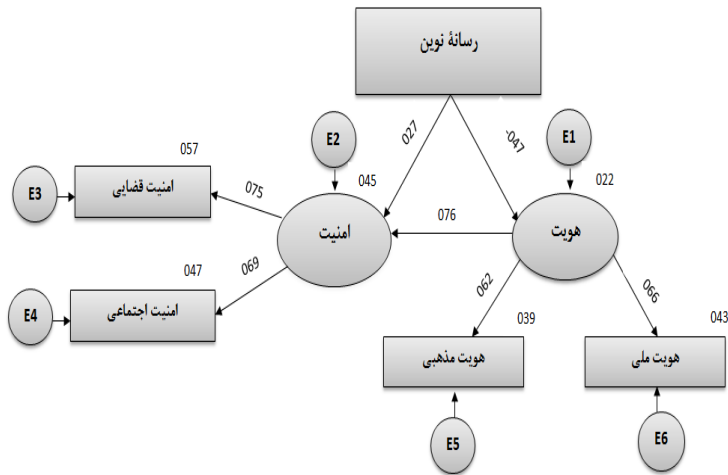 رسانهٔ نوین
E1
E2
027
-047
057
045
022
امنیت قضایی
E3
075
امنیت
076
هویت
047
069
امنیت اجتماعی
E4
062
066
039
043
هویت مذهبی
هویت ملی
E5
E6